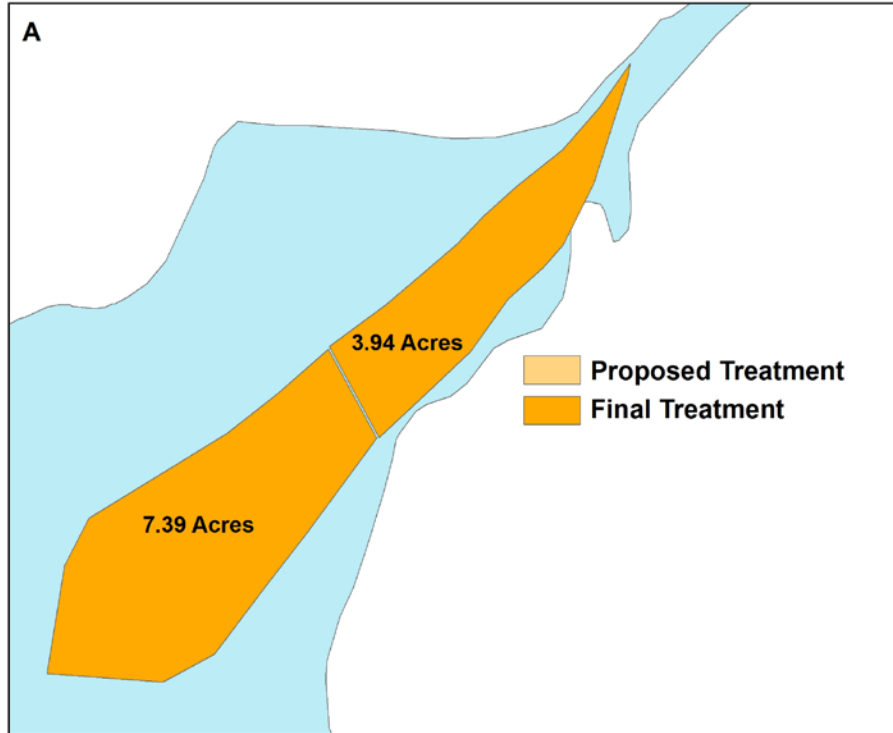 A
3.94 Acres
Proposed Treatment
Final Treatment
7.39 Acres